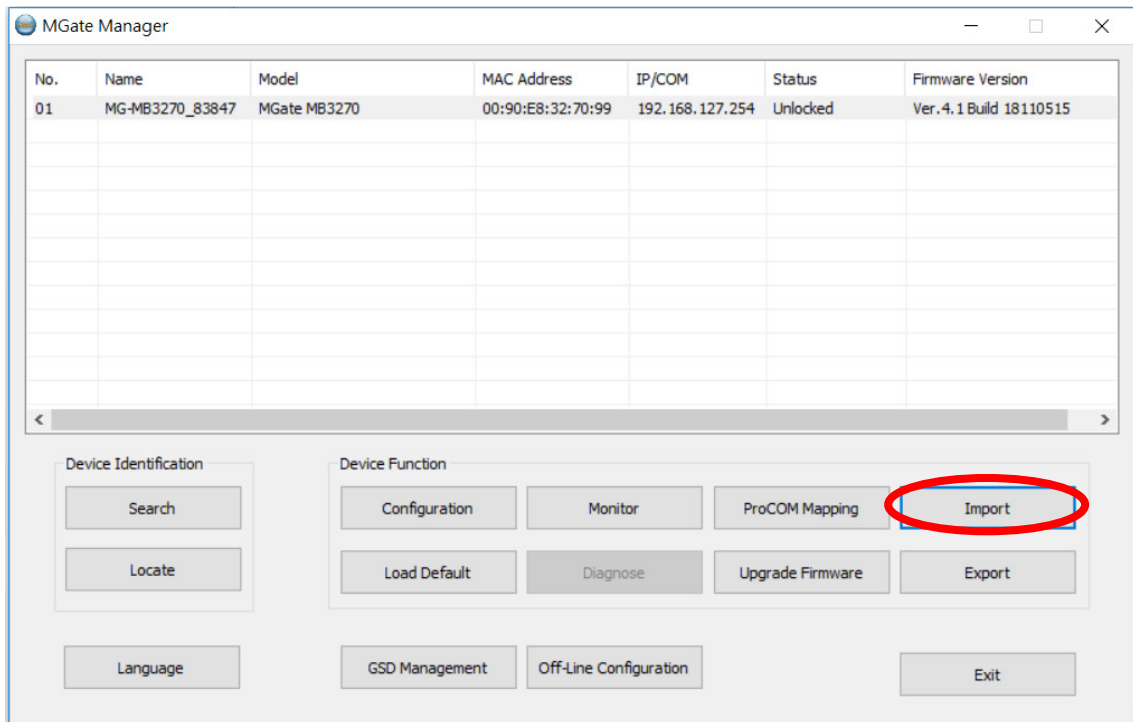 MGate Manager
No. Name Model MAC Address IP/COM Status Firmware Version
01 MG-MB3270_83847 MGate MB3270 00:90:E8:32:70:99 192.168.127.254 Unlocked Ver.4.1 Build 18110515
Device Identification
Search
Locate
Device Function
Configuration Monitor ProCOM Mapping Import
Load Default Diagnose Upgrade Firmware Export
Language GSD Management Off-Line Configuration Exit